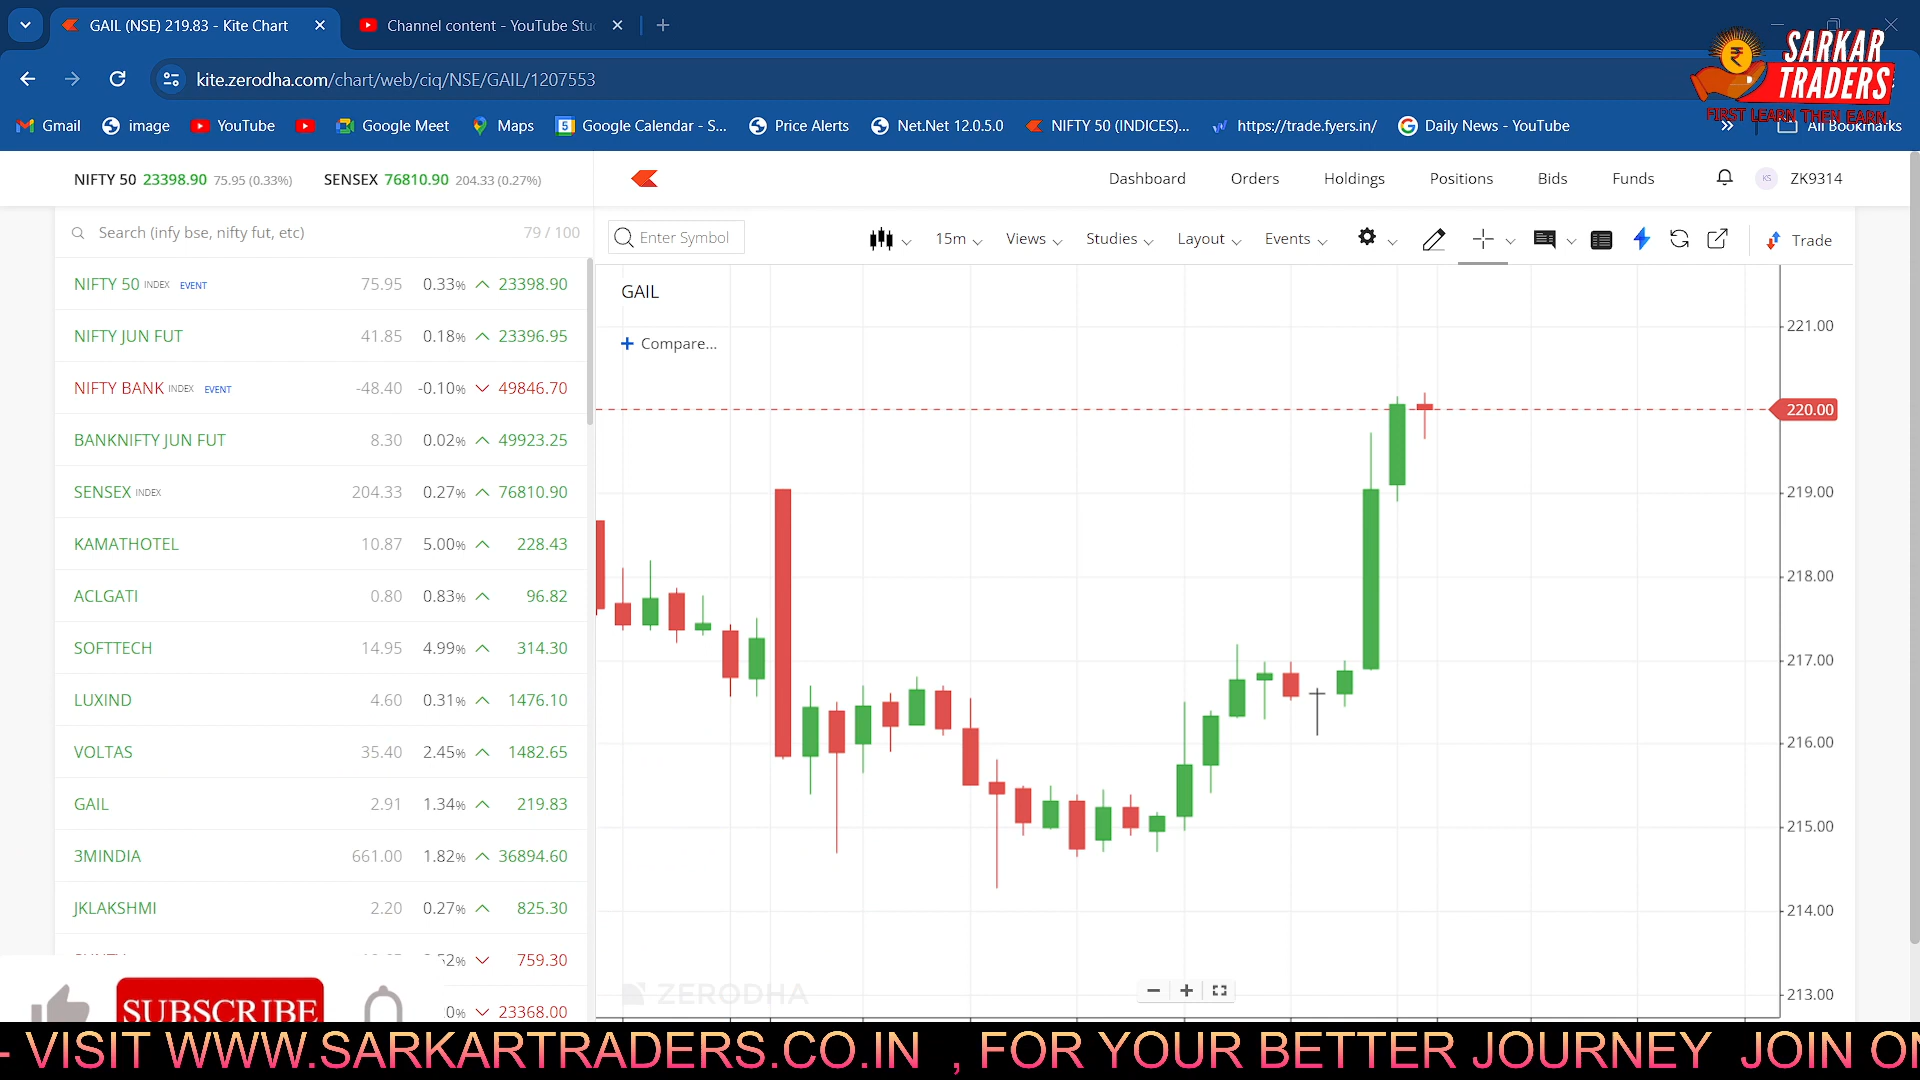 GAIL (NSE) 219.83 - Kite Chart
Channel content - YouTube Stu
kite.zerodha.com/chart/web/ciq/NSE/GAIL/1207553
SARKAR
TRADERS
FIRST LEARN THEN EARN
Gmail image YouTube Google Meet Maps Google Calendar - S... Price Alerts Net.Net 12.0.5.0 NIFTY 50 (INDICES)... https://trade.fyers.in/ Daily News - YouTube All Bookmarks
NIFTY 50 23398.90 75.95 (0.33%) SENSEX 76810.90 204.33 (0.27%)
Dashboard Orders Holdings Positions Bids Funds KS ZK9314
Search (infy bse, nifty fut, etc) 79 / 100
Enter Symbol 15m Views Studies Layout Events Trade
NIFTY 50 INDEX EVENT 75.95 0.33% 23398.90
NIFTY JUN FUT 41.85 0.18% 23396.95
NIFTY BANK INDEX EVENT -48.40 -0.10% 49846.70
BANKNIFTY JUN FUT 8.30 0.02% 49923.25
SENSEX INDEX 204.33 0.27% 76810.90
KAMATHOTEL 10.87 5.00% 228.43
ACLGATI 0.80 0.83% 96.82
SOFTTECH 14.95 4.99% 314.30
LUXIND 4.60 0.31% 1476.10
VOLTAS 35.40 2.45% 1482.65
GAIL 2.91 1.34% 219.83
3MINDIA 661.00 1.82% 36894.60
JKLAKSHMI 2.20 0.27% 825.30
52% 759.30
0% 23368.00
SUBSCRIBE
GAIL
Compare...
221.00
220.00
219.00
218.00
217.00
216.00
215.00
214.00
213.00
ZERODHA
- VISIT WWW.SARKARTRADERS.CO.IN , FOR YOUR BETTER JOURNEY JOIN ON